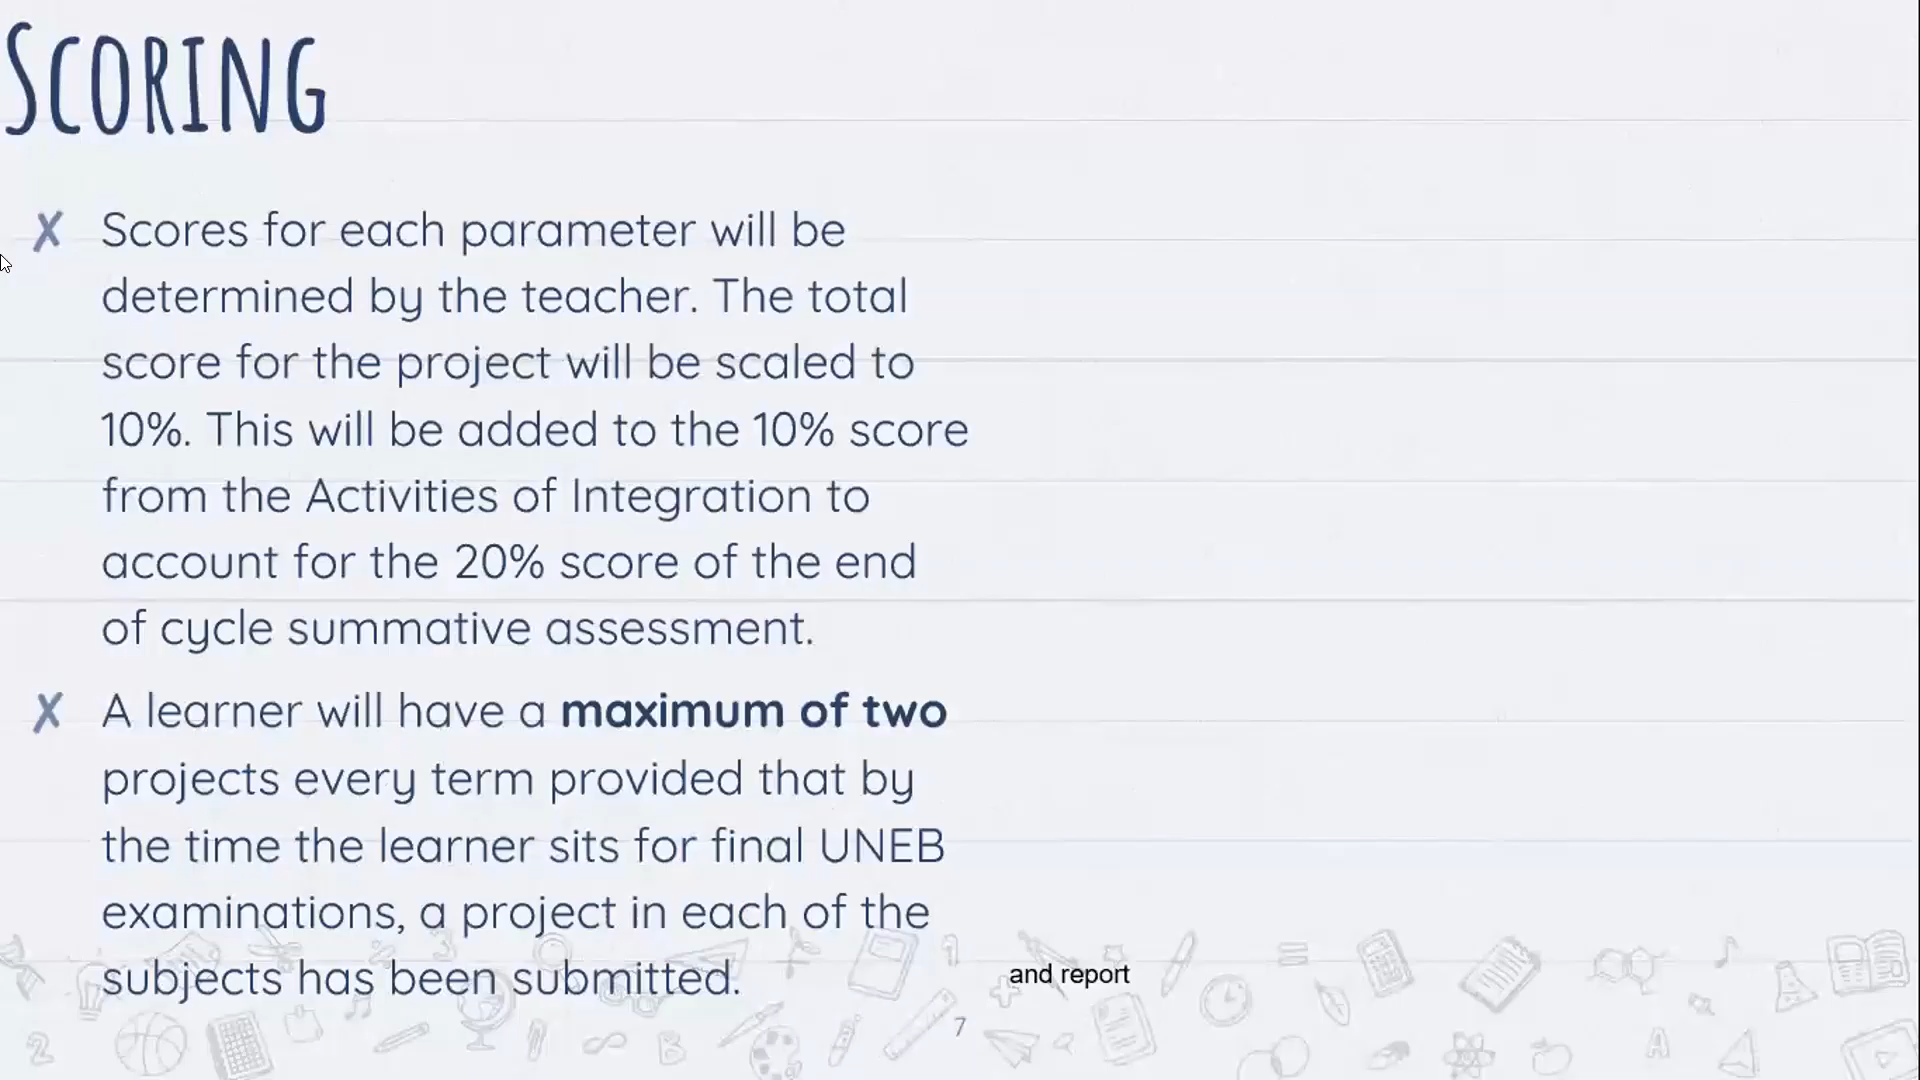 SCORING
✗ Scores for each parameter will be
determined by the teacher. The total
score for the project will be scaled to
10%. This will be added to the 10% score
from the Activities of Integration to
account for the 20% score of the end
of cycle summative assessment.
✗ A learner will have a maximum of two
projects every term provided that by
the time the learner sits for final UNEB
examinations, a project in each of the
subjects has been submitted.
and report
7